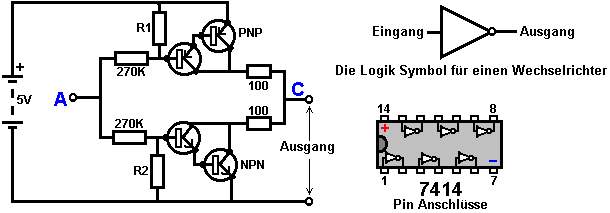 R1
PNP
Eingang
Ausgang
270K
100
Die Logik Symbol für einen Wechselrichter
+
5V
A
C
14
8
100
270K
+
Ausgang
R2
NPN
−
1
7
7414
Pin Anschlüsse